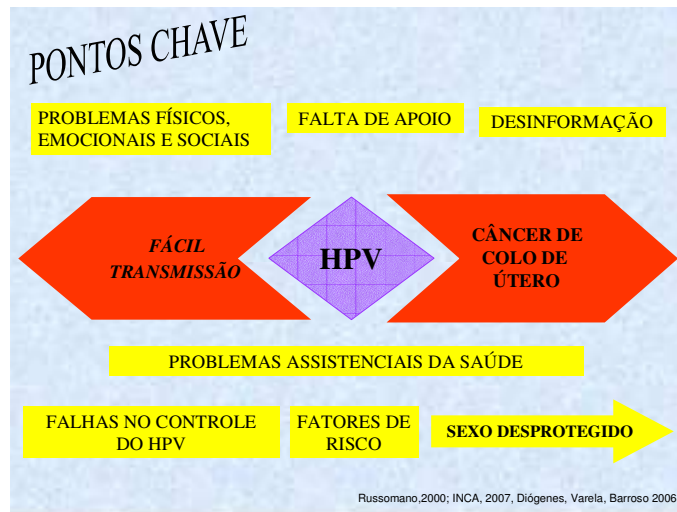 PONTOS CHAVE
PROBLEMAS FÍSICOS,
EMOCIONAIS E SOCIAIS
FALTA DE APOIO
DESINFORMAÇÃO
FÁCIL
TRANSMISSÃO
HPV
CÂNCER DE
COLO DE
ÚTERO
PROBLEMAS ASSISTENCIAIS DA SAÚDE
FALHAS NO CONTROLE
DO HPV
FATORES DE
RISCO
SEXO DESPROTEGIDO
Russomano,2000; INCA, 2007, Diógenes, Varela, Barroso 2006